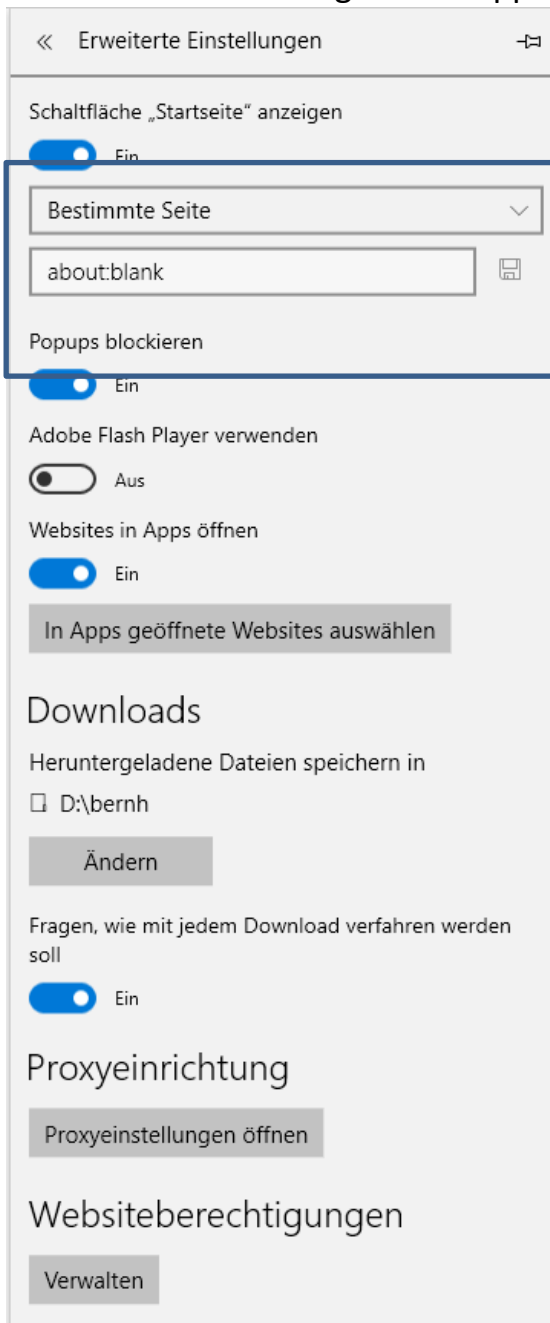 « Erweiterte Einstellungen
Schaltfläche „Startseite“ anzeigen
Ein
Bestimmte Seite
about:blank
Popups blockieren
Ein
Adobe Flash Player verwenden
Aus
Websites in Apps öffnen
Ein
In Apps geöffnete Websites auswählen
Downloads
Heruntergeladene Dateien speichern in
D:\bernh
Ändern
Fragen, wie mit jedem Download verfahren werden
soll
Ein
Proxyeinrichtung
Proxyeinstellungen öffnen
Websiteberechtigungen
Verwalten